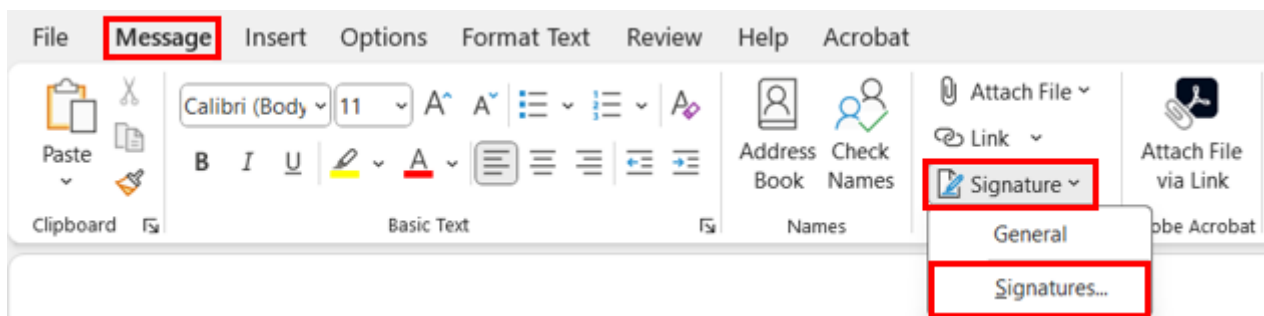 File Message Insert Options Format Text Review Help Acrobat
Calibri (Body 11 A A A
Attach File
Link
B I U A
Paste
Address Book
Check Names
Signature
Attach File via Link
Clipboard Basic Text Names obe Acrobat
General
Signatures...